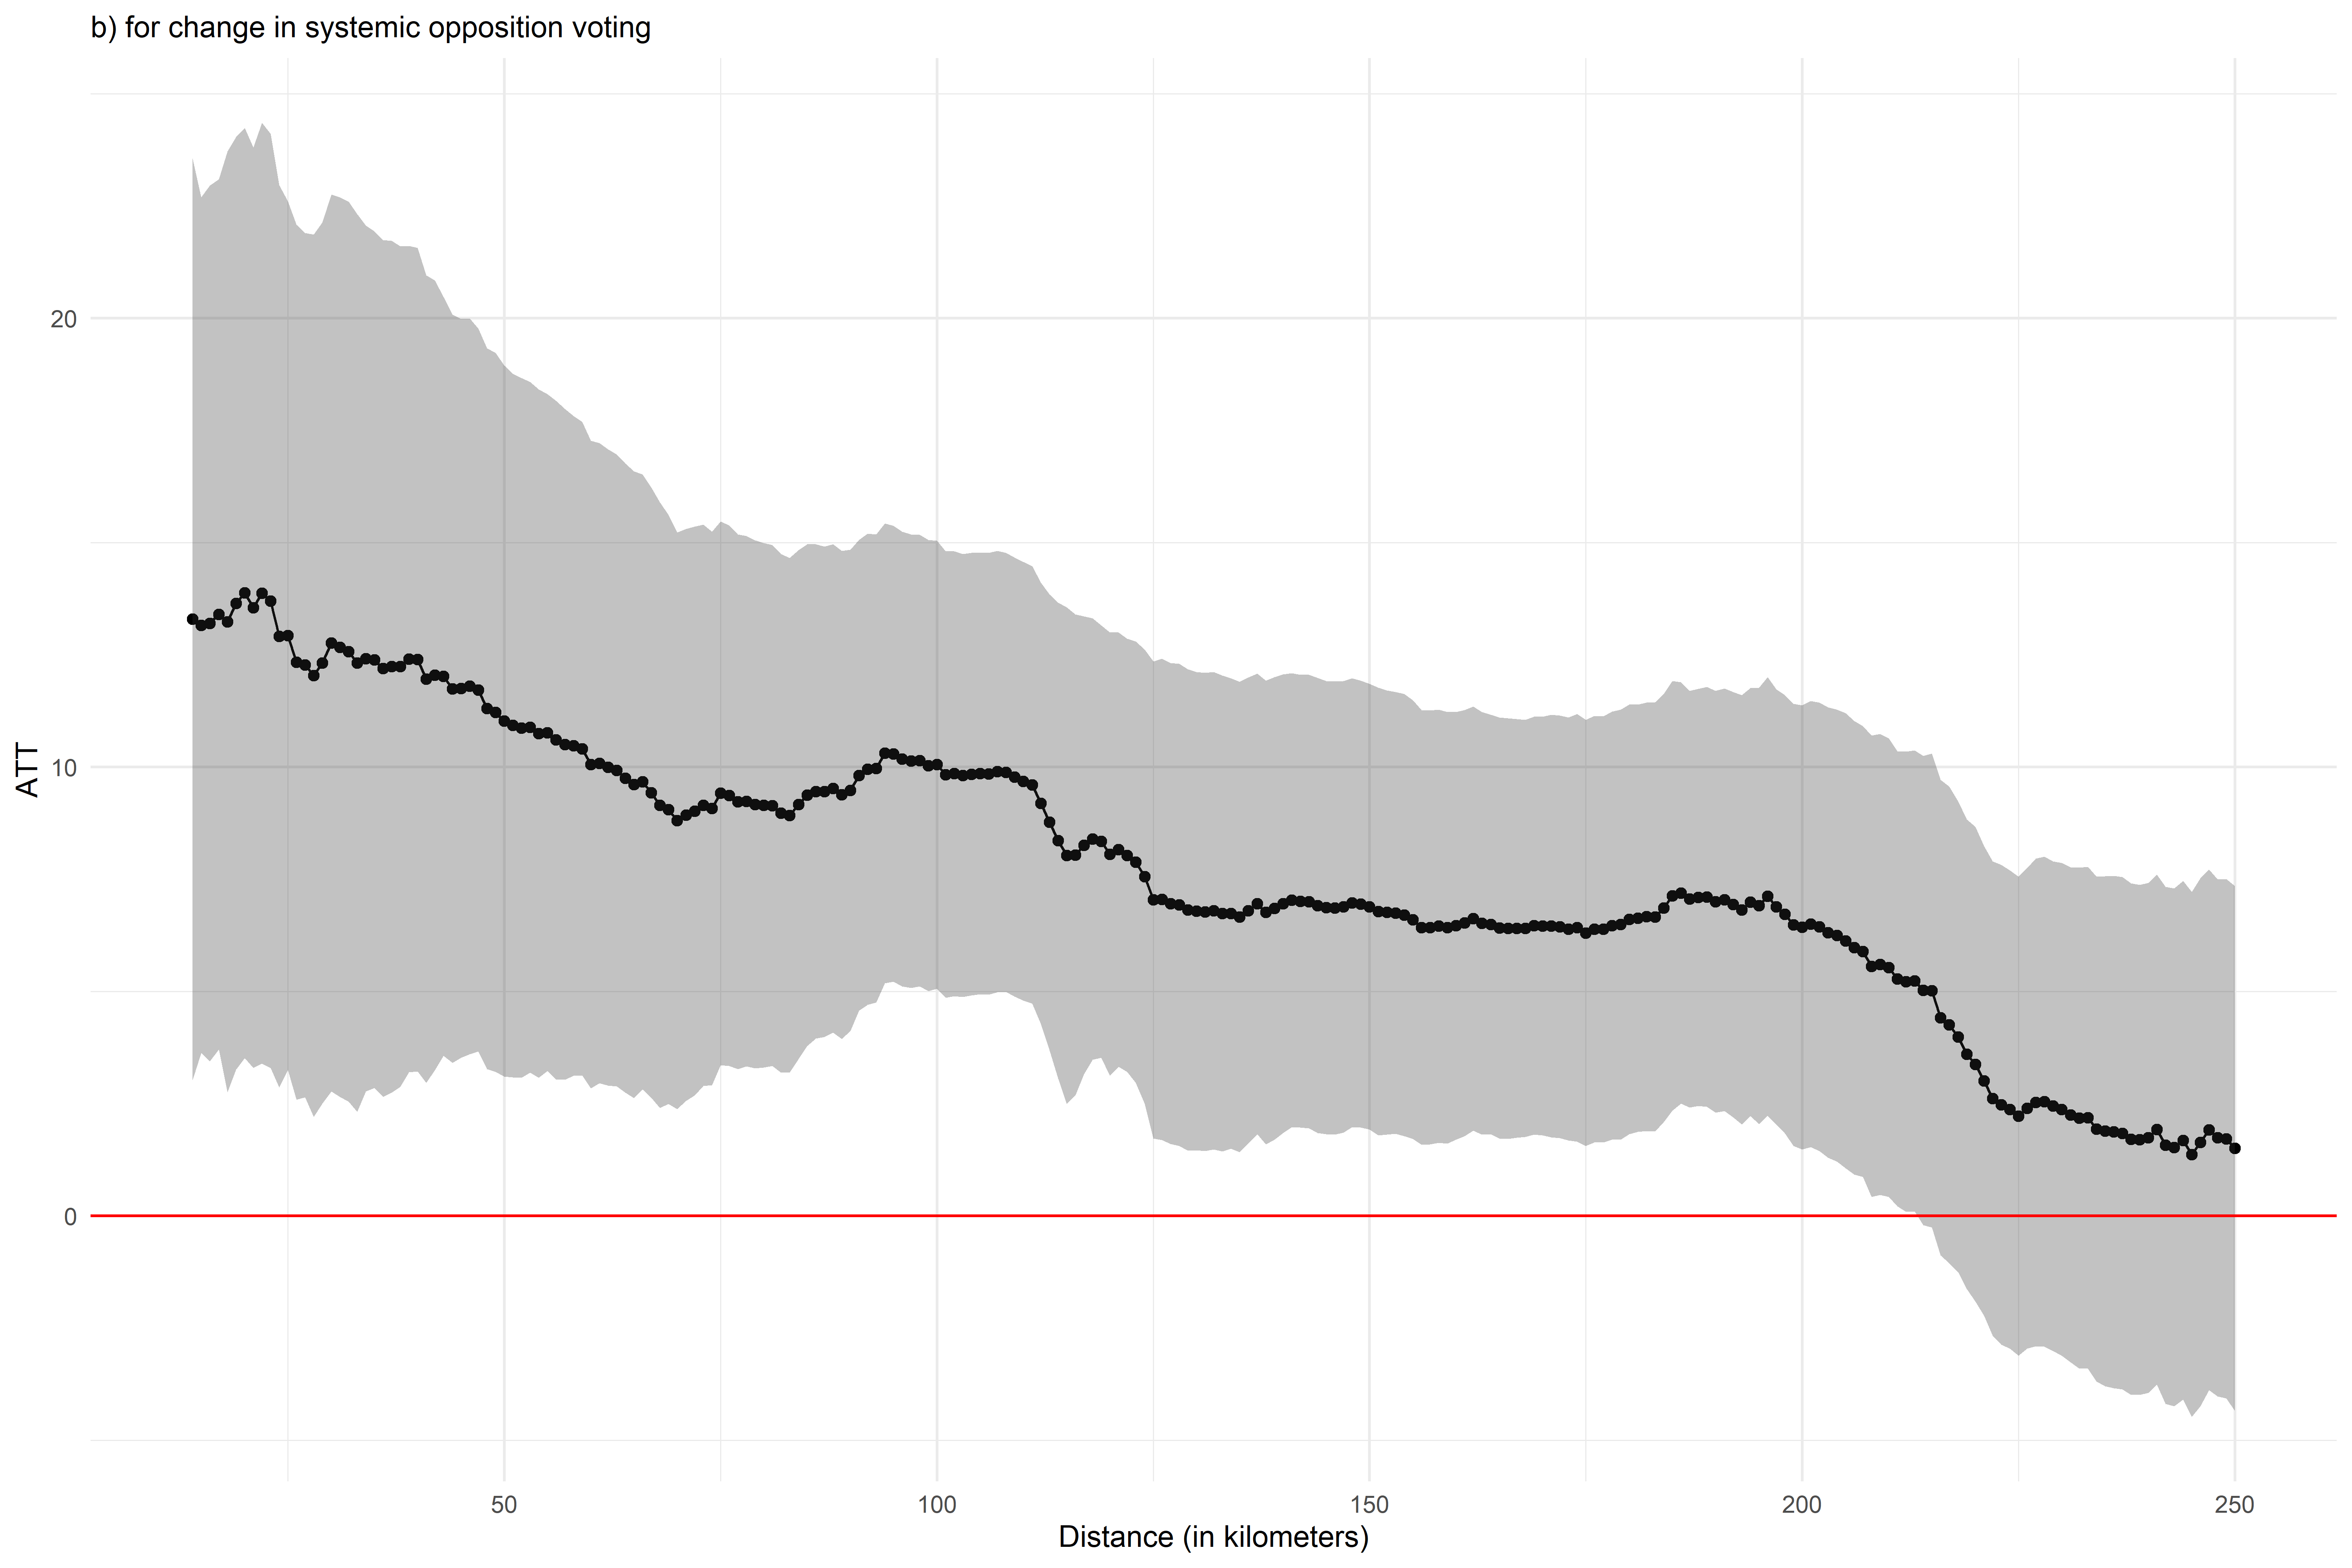 b) for change in systemic opposition voting
ATT
20
10
0
50
100
150
200
250
Distance (in kilometers)